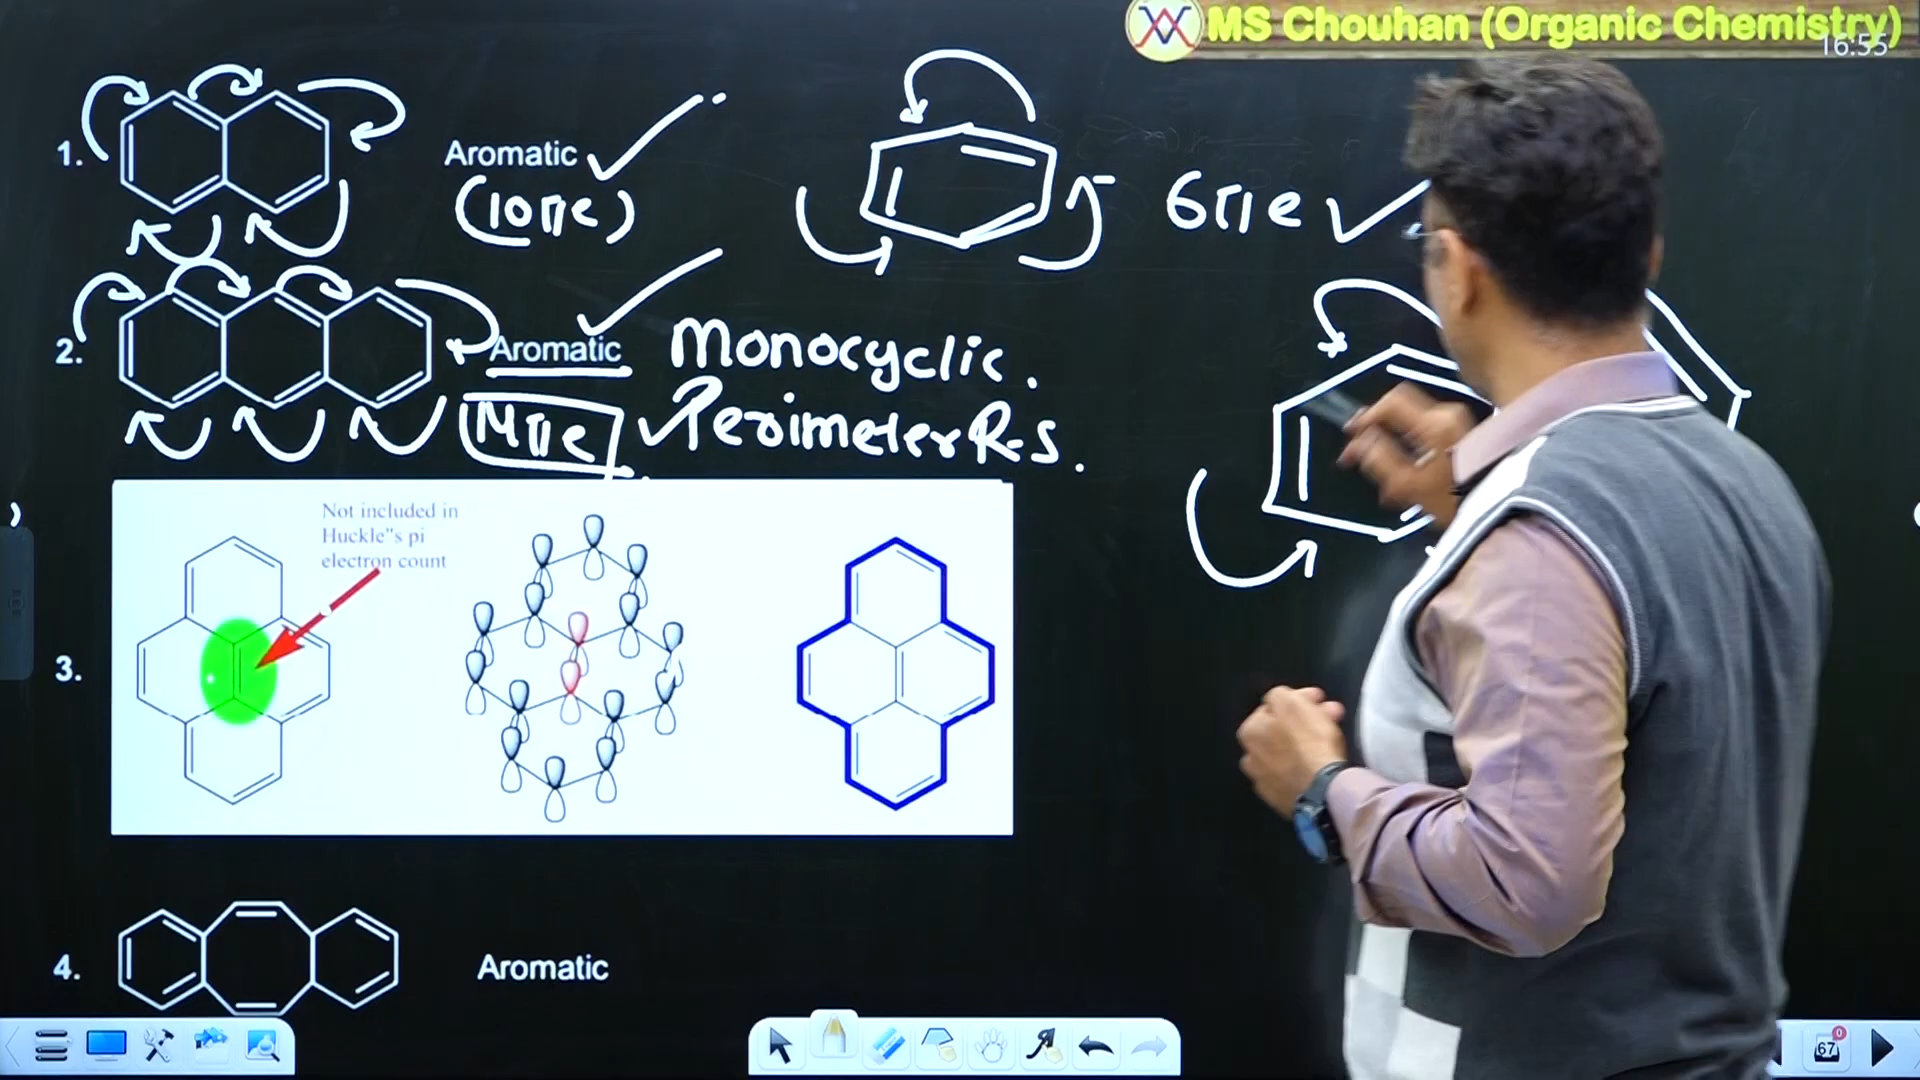 MS Chouhan (Organic Chemistry)
16:55
1.
Aromatic
(10πe)
6πe
2.
Aromatic
Monocyclic.
14πe
Perimeter R-S.
Not included in
Huckle"s pi
electron count
3.
4.
Aromatic
67
0